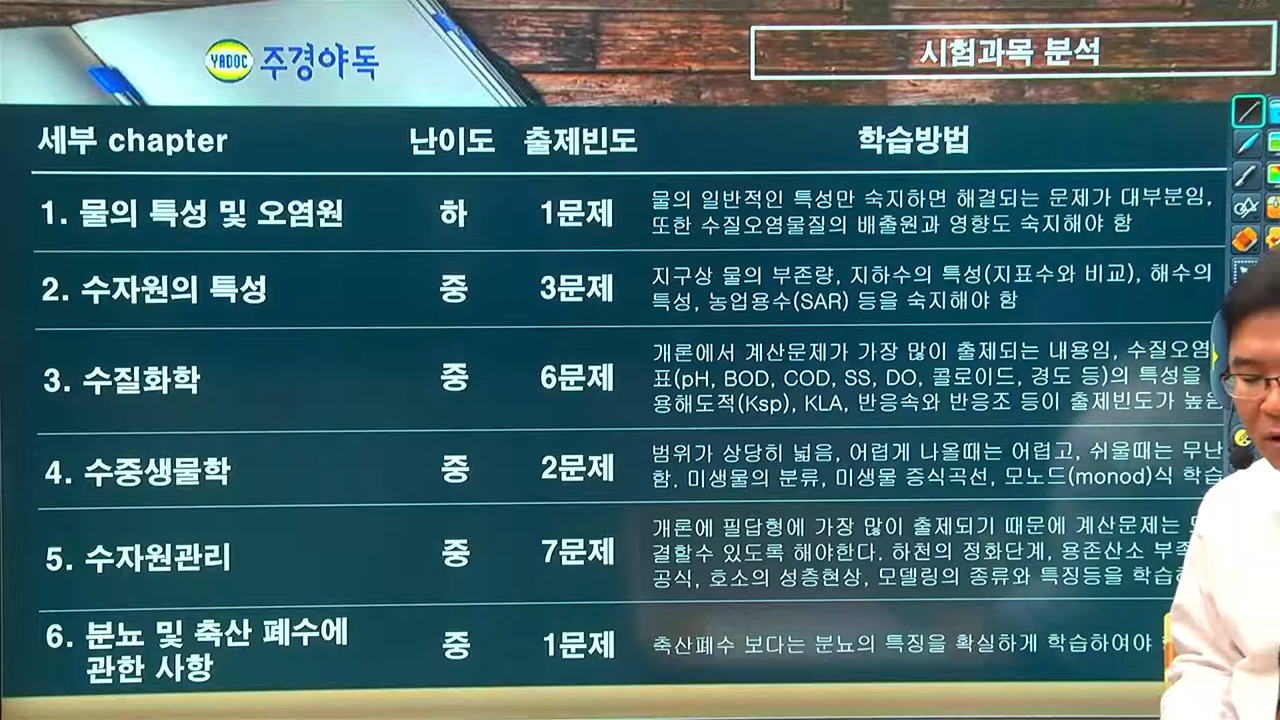 YADOC 주경야독
시험과목 분석
세부 chapter 난이도 출제빈도 학습방법
1. 물의 특성 및 오염원 하 1문제
물의 일반적인 특성만 숙지하면 해결되는 문제가 대부분임,
또한 수질오염물질의 배출원과 영향도 숙지해야 함
2. 수자원의 특성 중 3문제
지구상 물의 부존량, 지하수의 특성(지표수와 비교), 해수의
특성, 농업용수(SAR) 등을 숙지해야 함
3. 수질화학 중 6문제
개론에서 계산문제가 가장 많이 출제되는 내용임, 수질오염
표(pH, BOD, COD, SS, DO, 콜로이드, 경도 등)의 특성을
용해도적(Ksp), KLA, 반응속와 반응조 등이 출제빈도가 높음
4. 수중생물학 중 2문제
범위가 상당히 넓음, 어렵게 나올때는 어렵고, 쉬울때는 무난
함. 미생물의 분류, 미생물 증식곡선, 모노드(monod)식 학습
5. 수자원관리 중 7문제
개론에 필답형에 가장 많이 출제되기 때문에 계산문제는
결할수 있도록 해야한다. 하천의 정화단계, 용존산소 부족
공식, 호소의 성층현상, 모델링의 종류와 특징등을 학습
6. 분뇨 및 축산 폐수에
관한 사항
중 1문제
축산폐수 보다는 분뇨의 특징을 확실하게 학습하여야